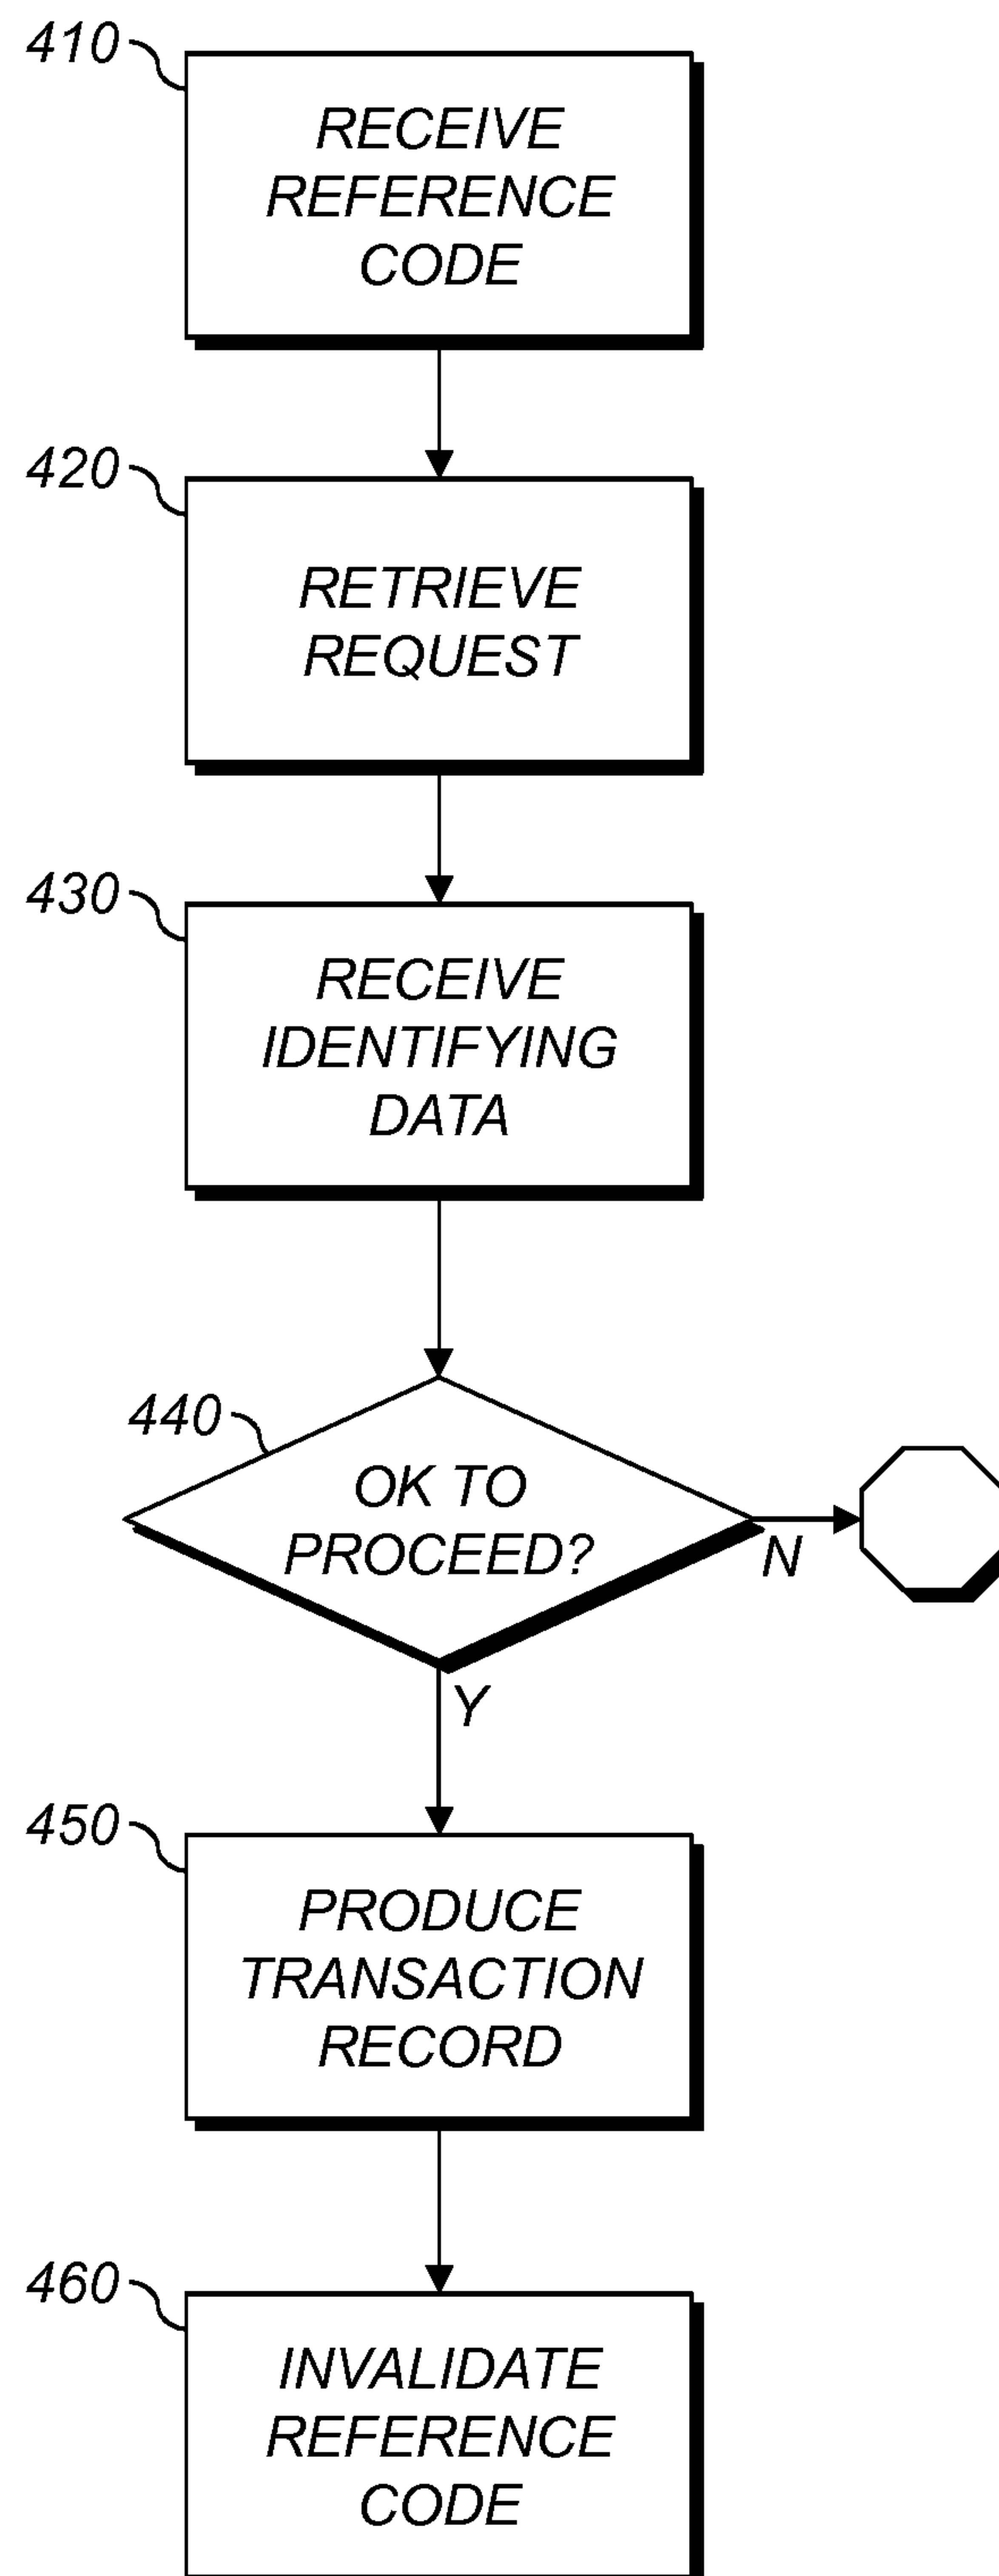 410
RECEIVE
REFERENCE
CODE
420
RETRIEVE
REQUEST
430
RECEIVE
IDENTIFYING
DATA
440
OK TO
PROCEED?
N
Y
450
PRODUCE
TRANSACTION
RECORD
460
INVALIDATE
REFERENCE
CODE